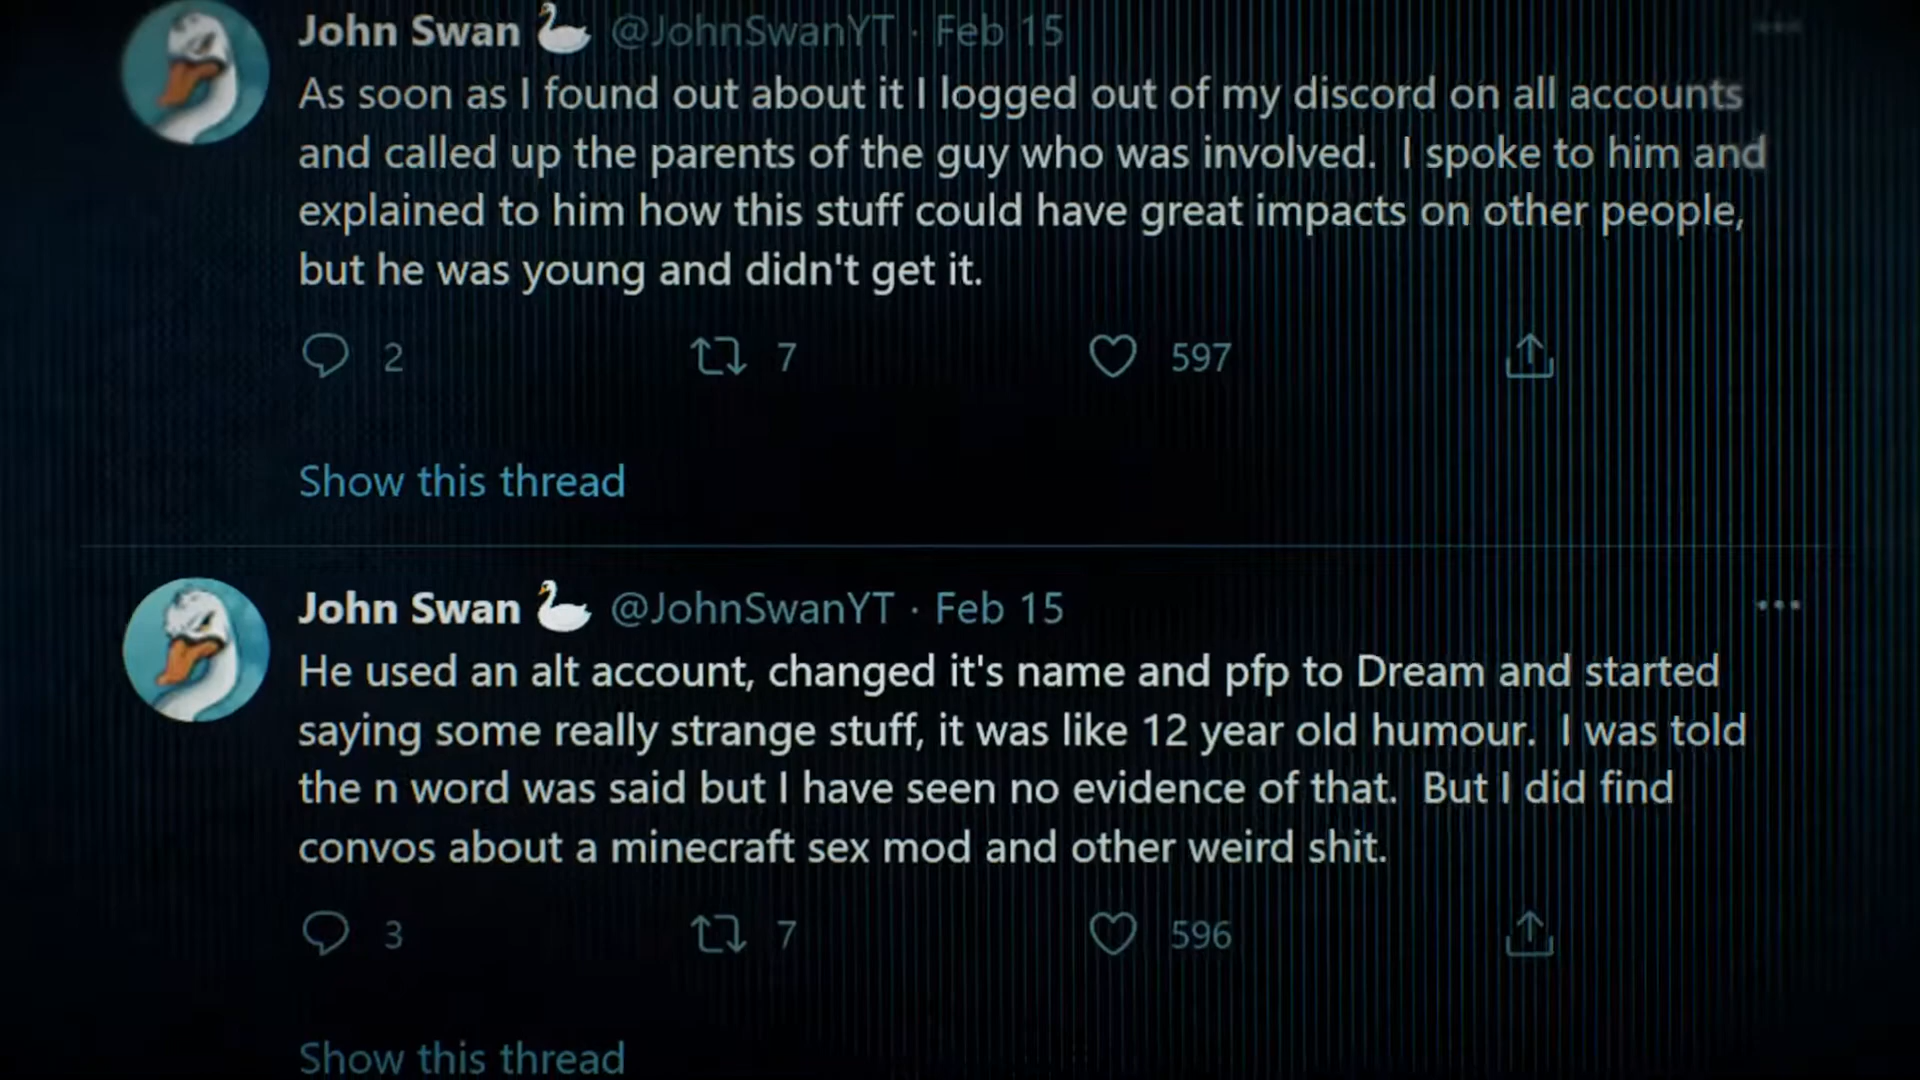 John Swan 🦢 @JohnSwanYT · Feb 15
As soon as I found out about it I logged out of my discord on all accounts
and called up the parents of the guy who was involved.  I spoke to him and
explained to him how this stuff could have great impacts on other people,
but he was young and didn't get it.
2 7 597
Show this thread
John Swan 🦢 @JohnSwanYT · Feb 15
He used an alt account, changed it's name and pfp to Dream and started
saying some really strange stuff, it was like 12 year old humour.  I was told
the n word was said but I have seen no evidence of that.  But I did find
convos about a minecraft sex mod and other weird shit.
3 7 596
Show this thread